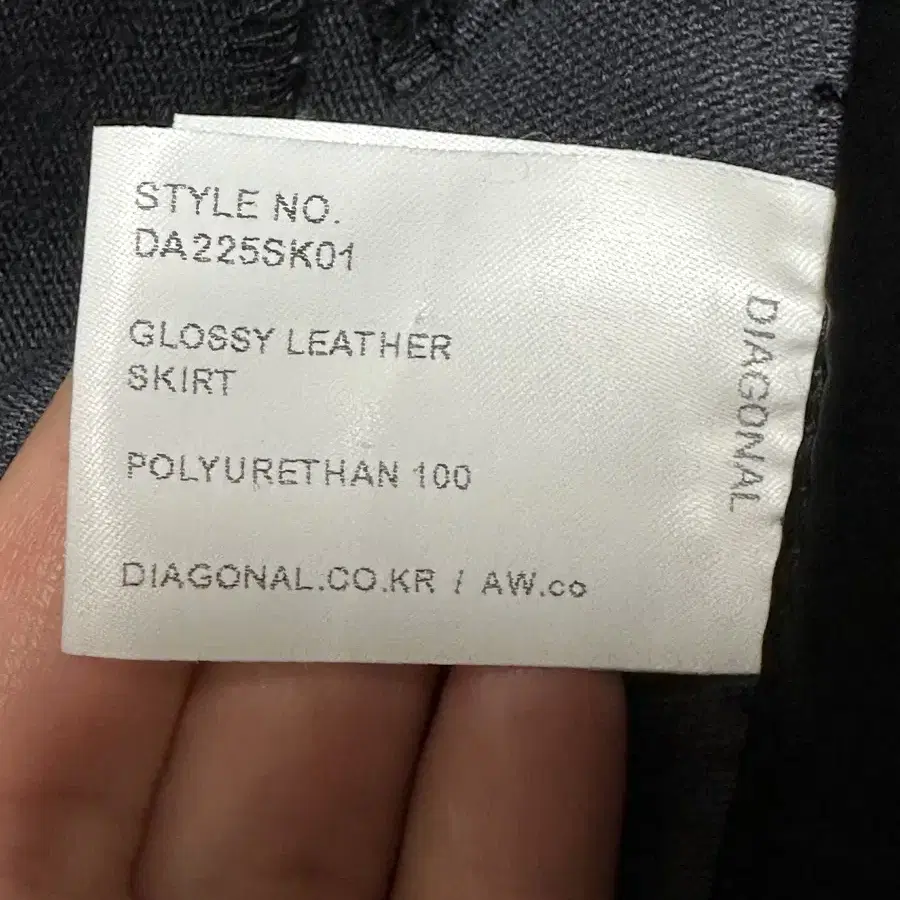 STYLE NO.
DA225SK01
GLOSSY LEATHER
SKIRT
POLYURETHAN 100
DIAGONAL.CO.KR / AW.co
DIAGONAL